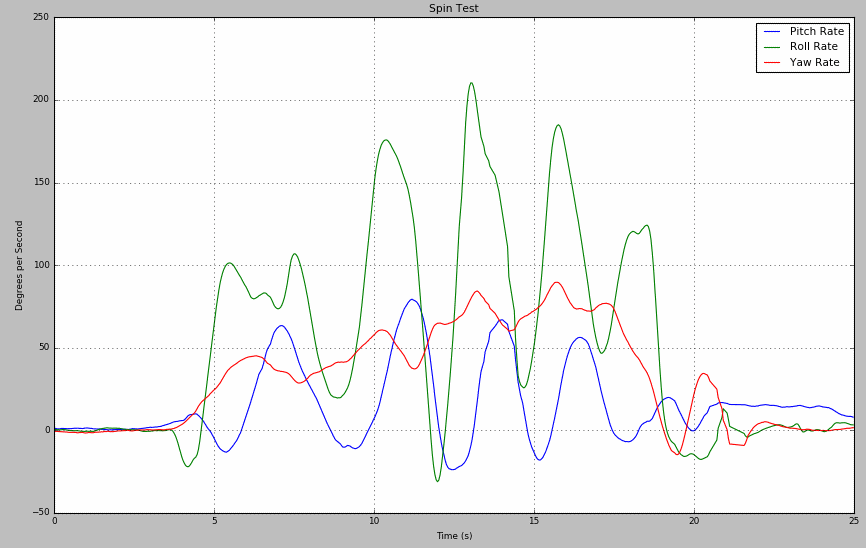 Spin Test
250
200
150
100
50
0
−50
Degrees per Second
Pitch Rate
Roll Rate
Yaw Rate
0 5 10 15 20 25
Time (s)